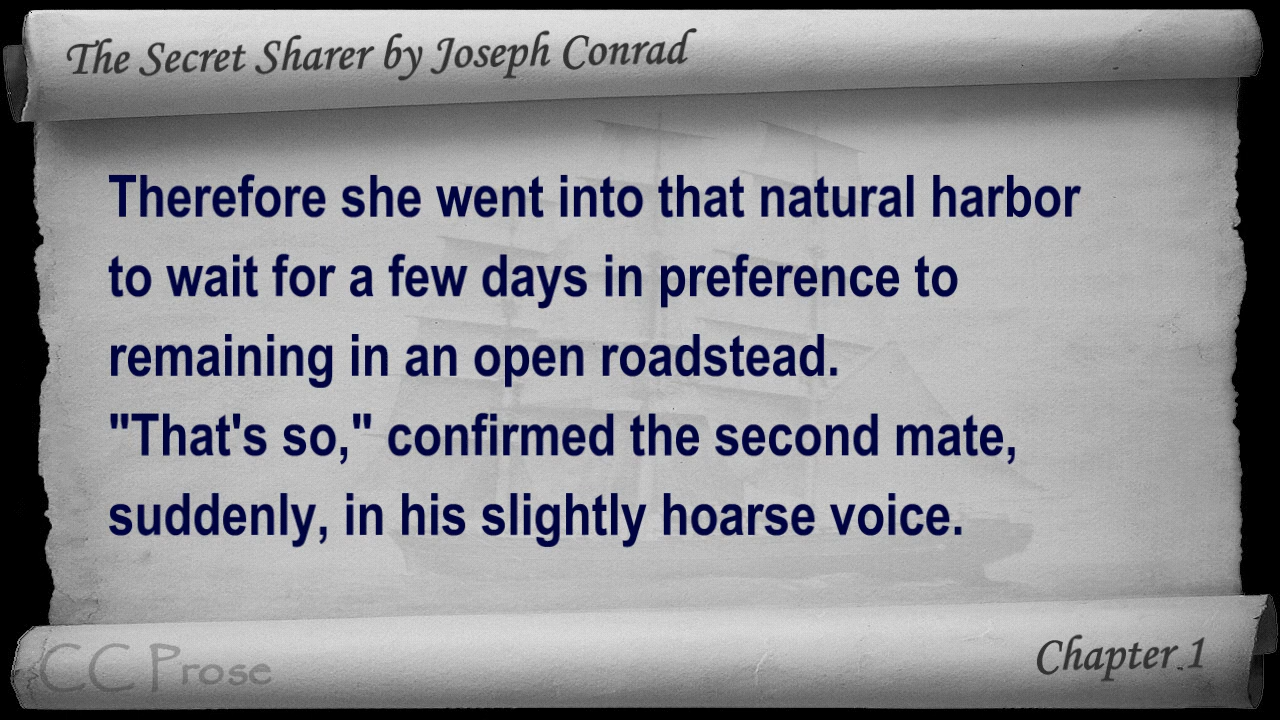 The Secret Sharer by Joseph Conrad
Therefore she went into that natural harbor
to wait for a few days in preference to
remaining in an open roadstead.
"That's so," confirmed the second mate,
suddenly, in his slightly hoarse voice.
CC Prose
Chapter 1